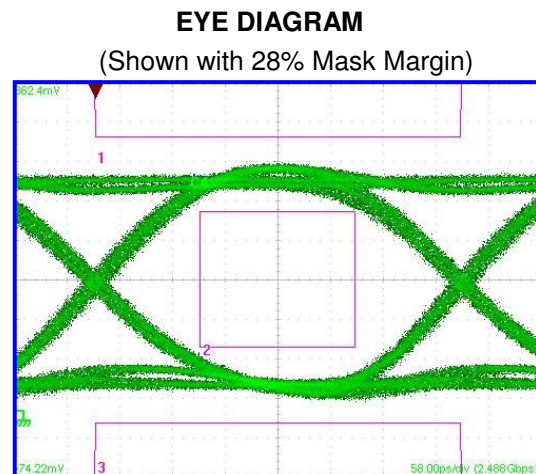 EYE DIAGRAM
(Shown with 28% Mask Margin)
362.4mV
1
2
-74.22mV
3
58.00ps/div (2.488Gbps)